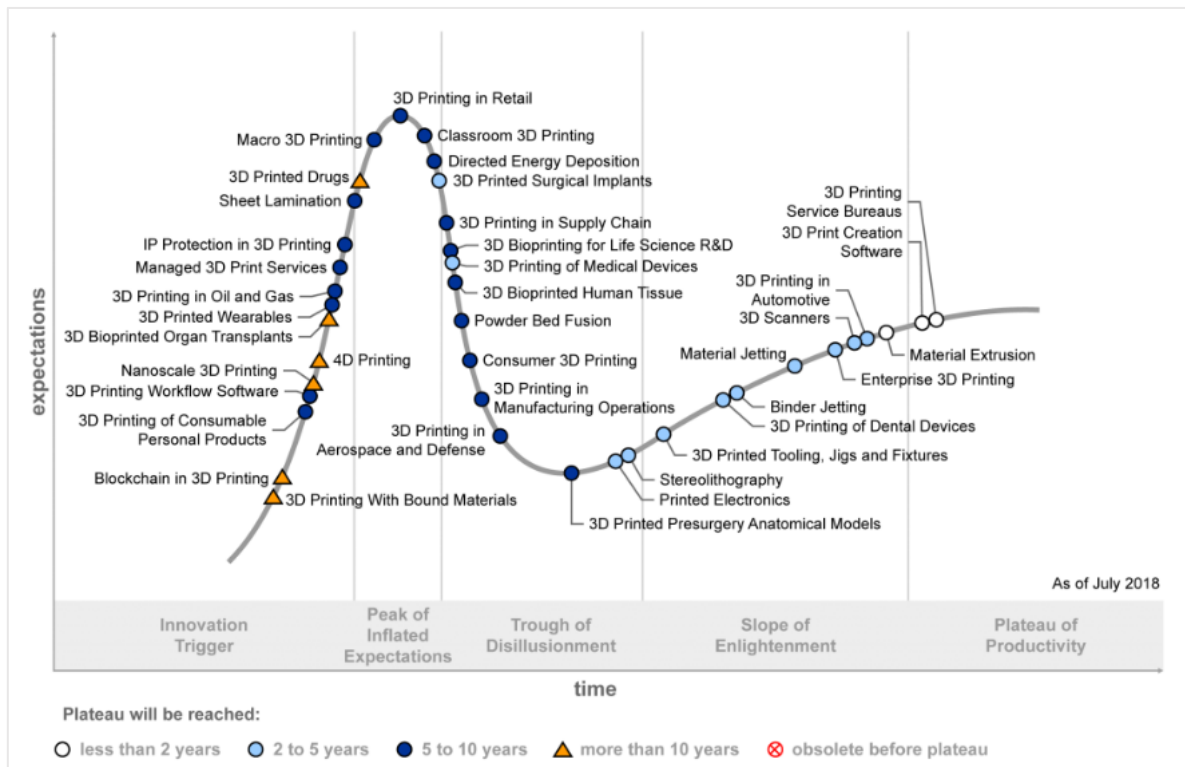 3D Printing in Retail
Macro 3D Printing
Classroom 3D Printing
Directed Energy Deposition
3D Printed Drugs
3D Printed Surgical Implants
Sheet Lamination
3D Printing in Supply Chain
IP Protection in 3D Printing
3D Bioprinting for Life Science R&D
Managed 3D Print Services
3D Printing of Medical Devices
3D Printing in Oil and Gas
3D Bioprinted Human Tissue
3D Printed Wearables
Powder Bed Fusion
3D Bioprinted Organ Transplants
4D Printing
Consumer 3D Printing
Nanoscale 3D Printing
3D Printing Workflow Software
3D Printing in
Manufacturing Operations
3D Printing of Consumable
Personal Products
3D Printing in
Aerospace and Defense
Blockchain in 3D Printing
3D Printing With Bound Materials
3D Printing
Service Bureaus
3D Print Creation
Software
3D Printing in
Automotive
3D Scanners
Material Jetting
Material Extrusion
Enterprise 3D Printing
Binder Jetting
3D Printing of Dental Devices
3D Printed Tooling, Jigs and Fixtures
Stereolithography
Printed Electronics
3D Printed Presurgery Anatomical Models
expectations
As of July 2018
Innovation
Trigger
Peak of
Inflated
Expectations
Trough of
Disillusionment
Slope of
Enlightenment
Plateau of
Productivity
time
Plateau will be reached:
less than 2 years
2 to 5 years
5 to 10 years
more than 10 years
obsolete before plateau